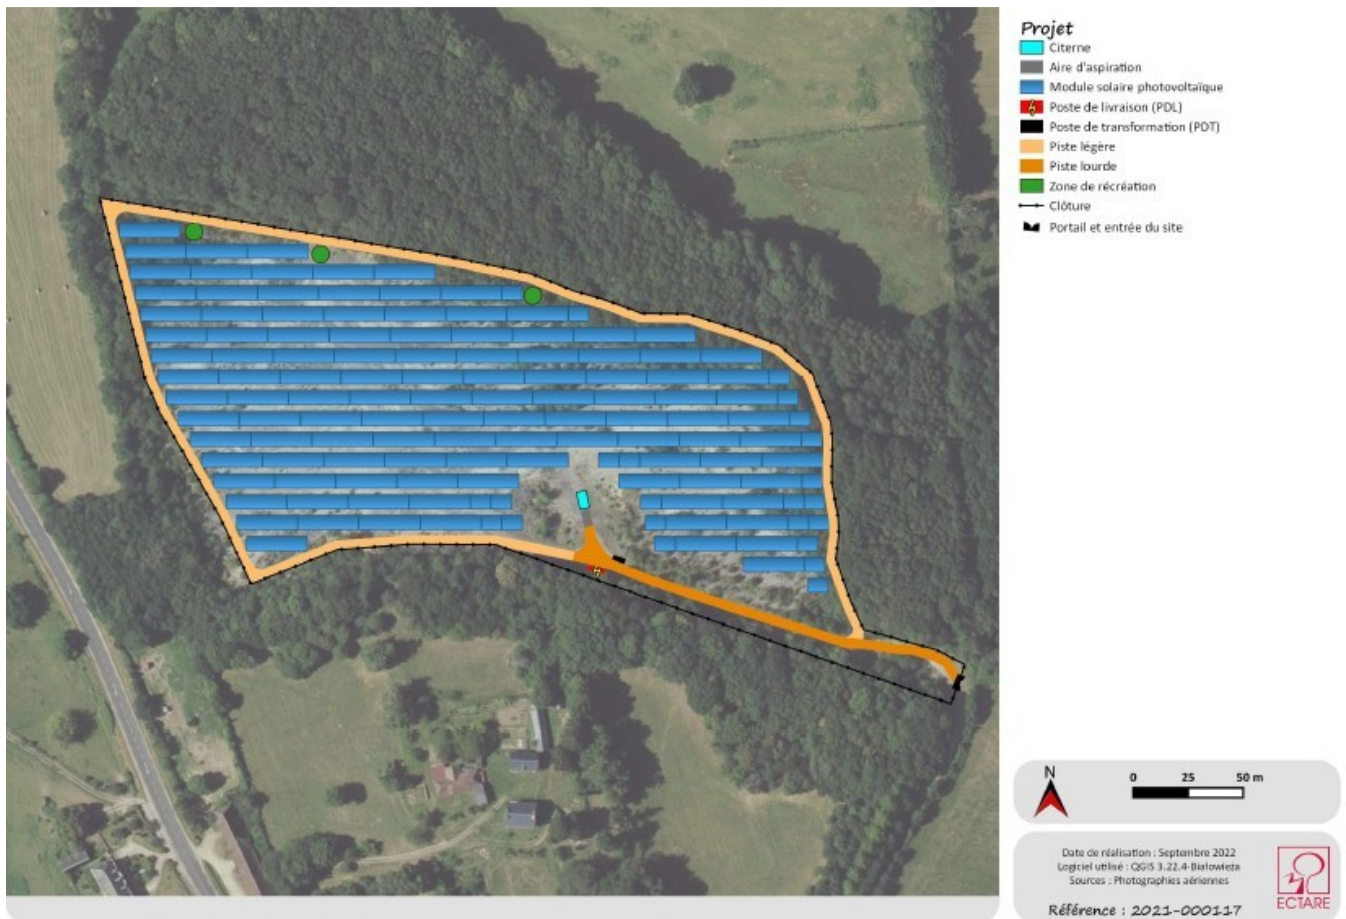 Projet
Citerne
Aire d'aspiration
Module solaire photovoltaïque
Poste de livraison (PDL)
Poste de transformation (PDT)
Piste légère
Piste lourde
Zone de récréation
Clôture
Portail et entrée du site
N
0 25 50 m
Date de réalisation : Septembre 2022
Logiciel utilisé : QGIS 3.22.4-Białowieża
Sources : Photographies aériennes
Référence : 2021-000117
ECTARE